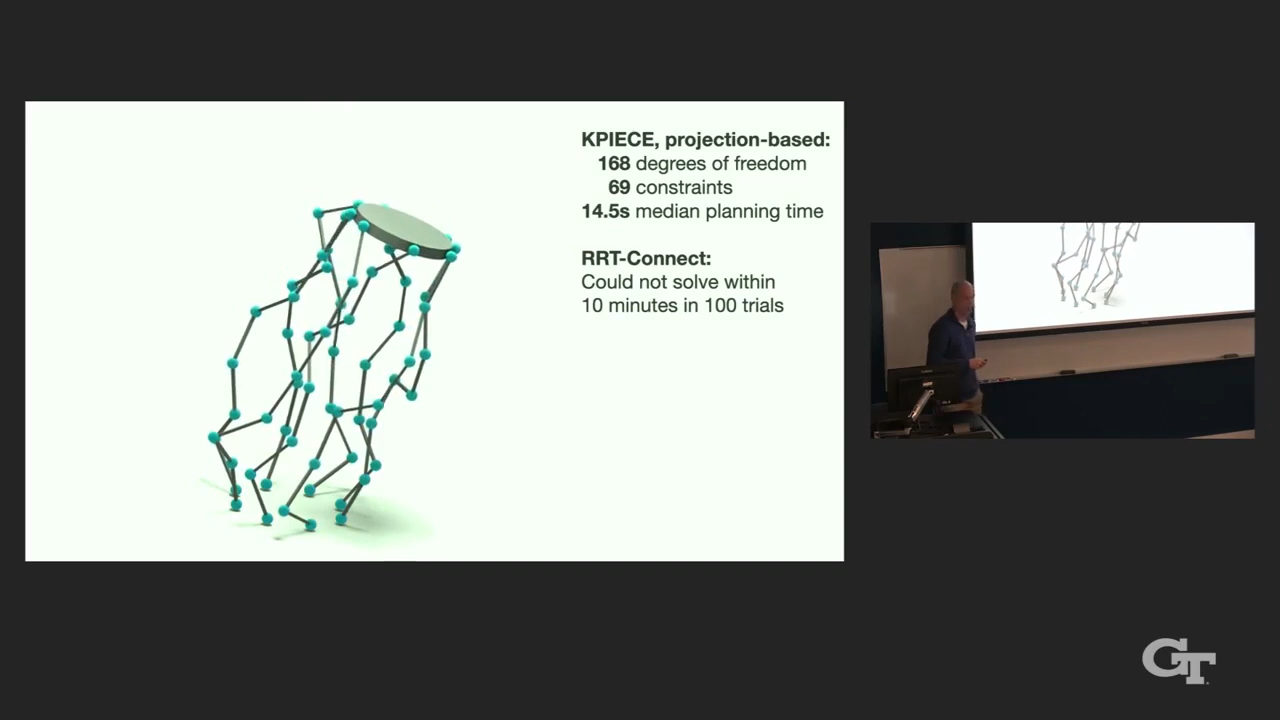 KPIECE, projection-based:
168 degrees of freedom
69 constraints
14.5s median planning time
RRT-Connect:
Could not solve within
10 minutes in 100 trials
GT